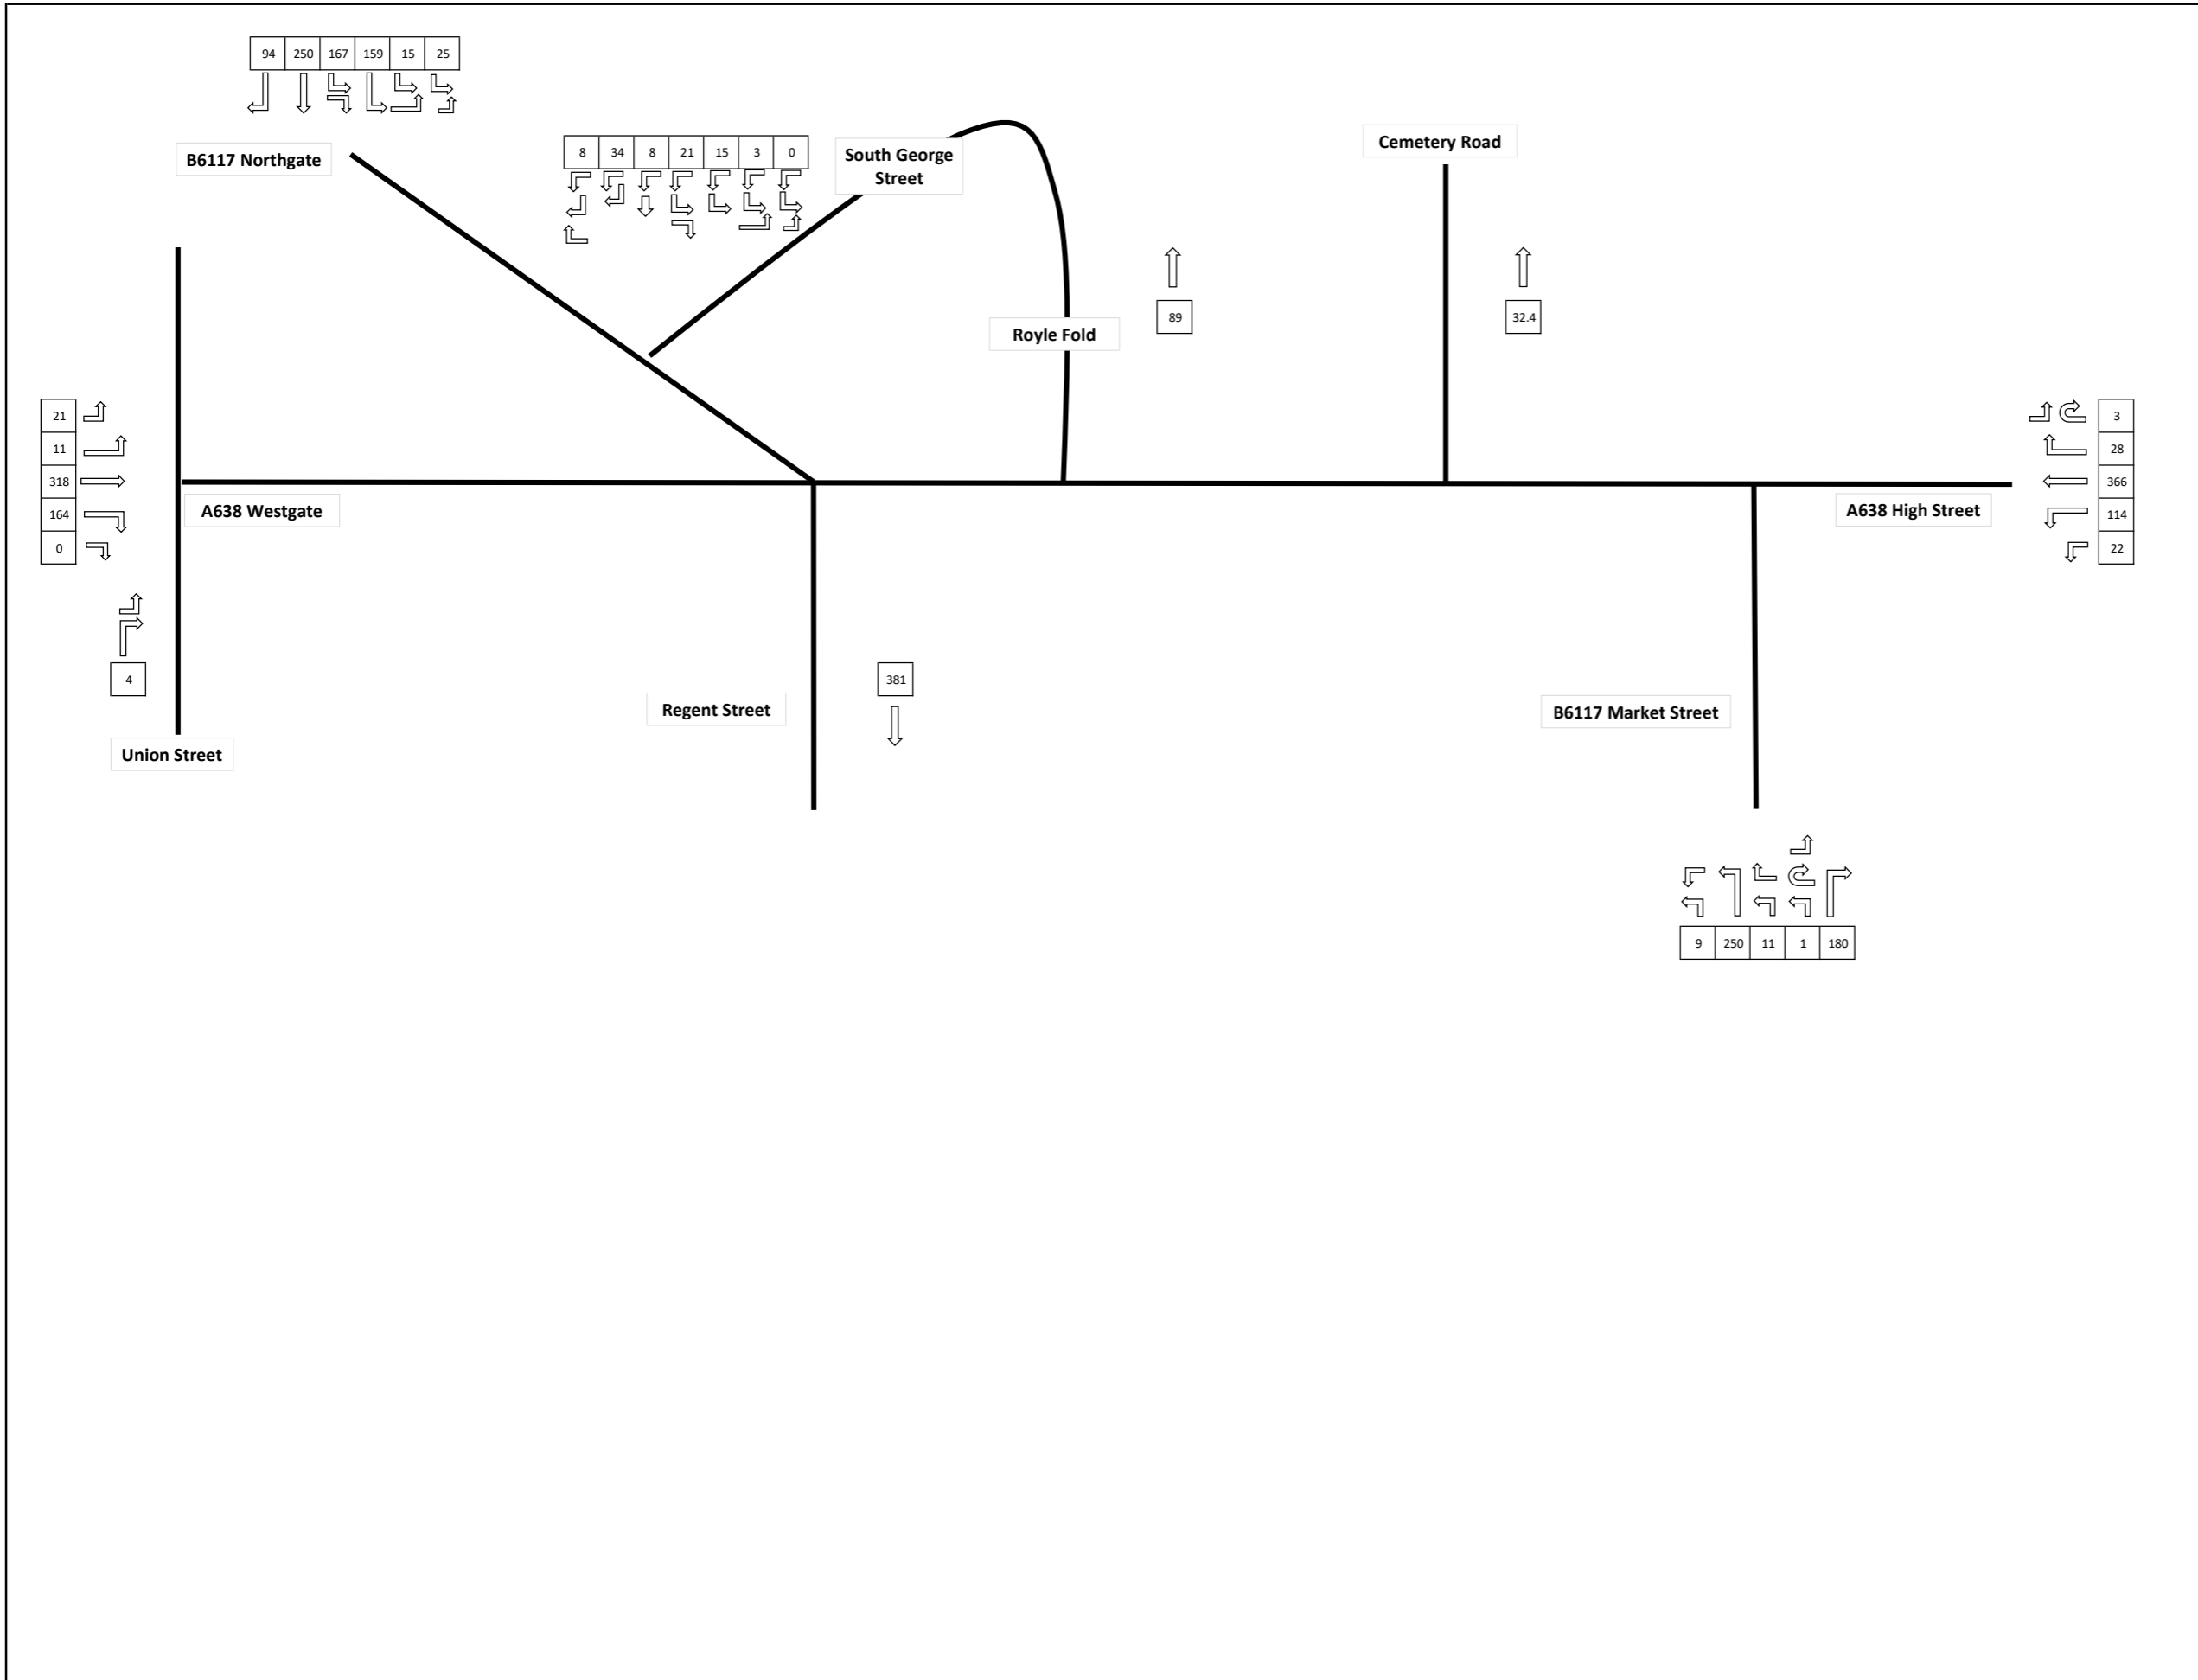 94 250 167 159 15 25
B6117 Northgate
8 34 8 21 15 3 0
South George
Street
Cemetery Road
89
32.4
Royle Fold
21
11
318
164
0
A638 Westgate
A638 High Street
3
28
366
114
22
4
Union Street
Regent Street
381
B6117 Market Street
9 250 11 1 180